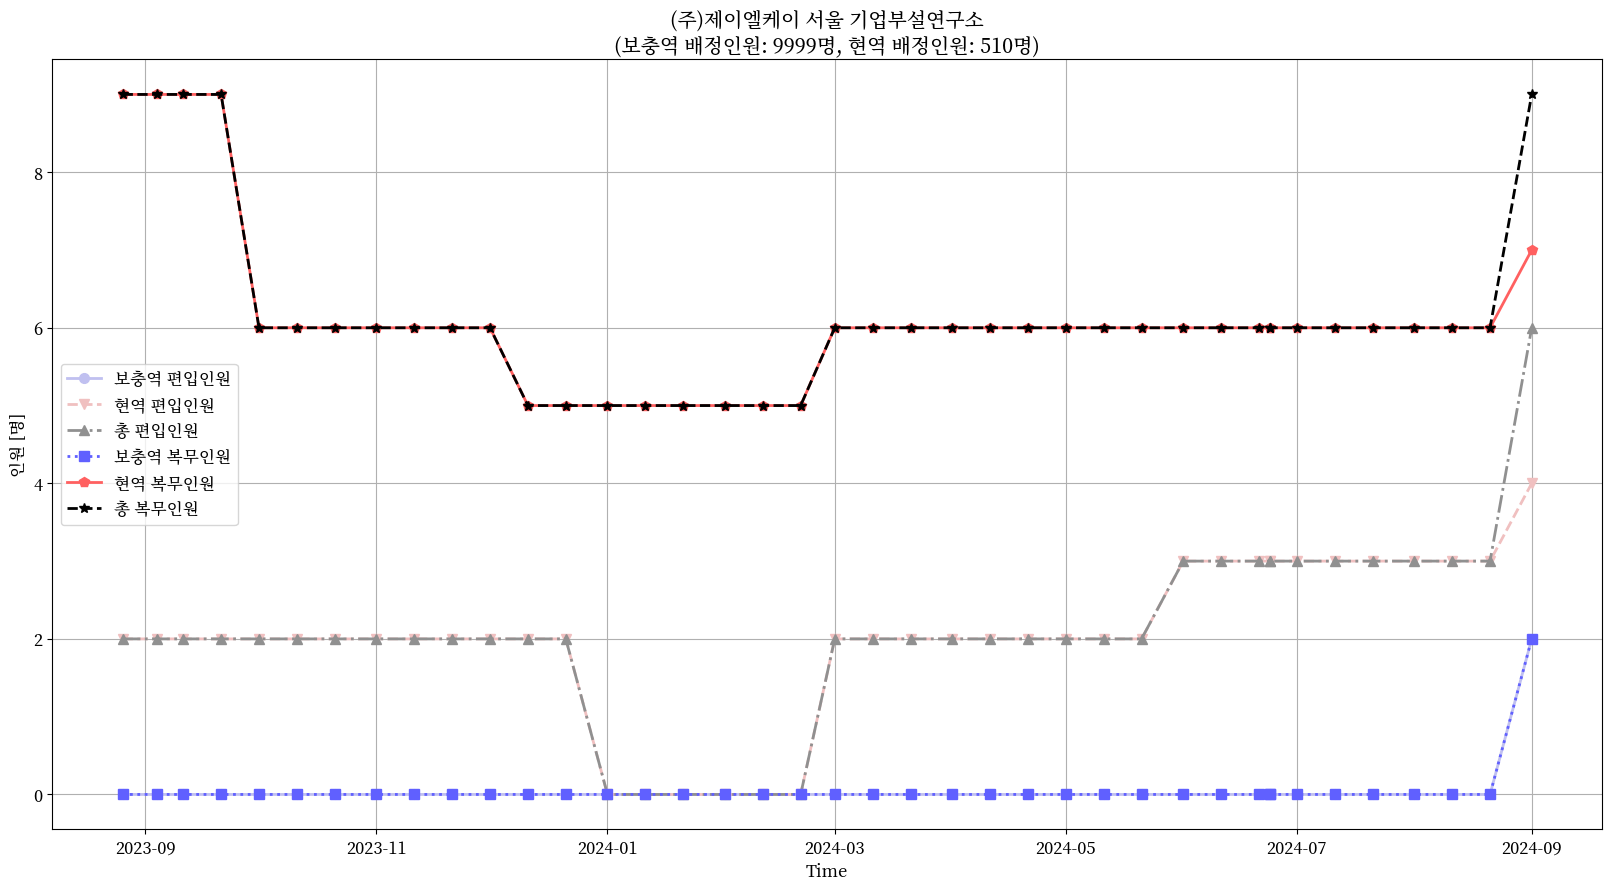 (주)제이엘케이 서울 기업부설연구소
(보충역 배정인원: 9999명, 현역 배정인원: 510명)
인원 [명]
8
6
4
2
0
보충역 편입인원
현역 편입인원
총 편입인원
보충역 복무인원
현역 복무인원
총 복무인원
2023-09
2023-11
2024-01
2024-03
2024-05
2024-07
2024-09
Time